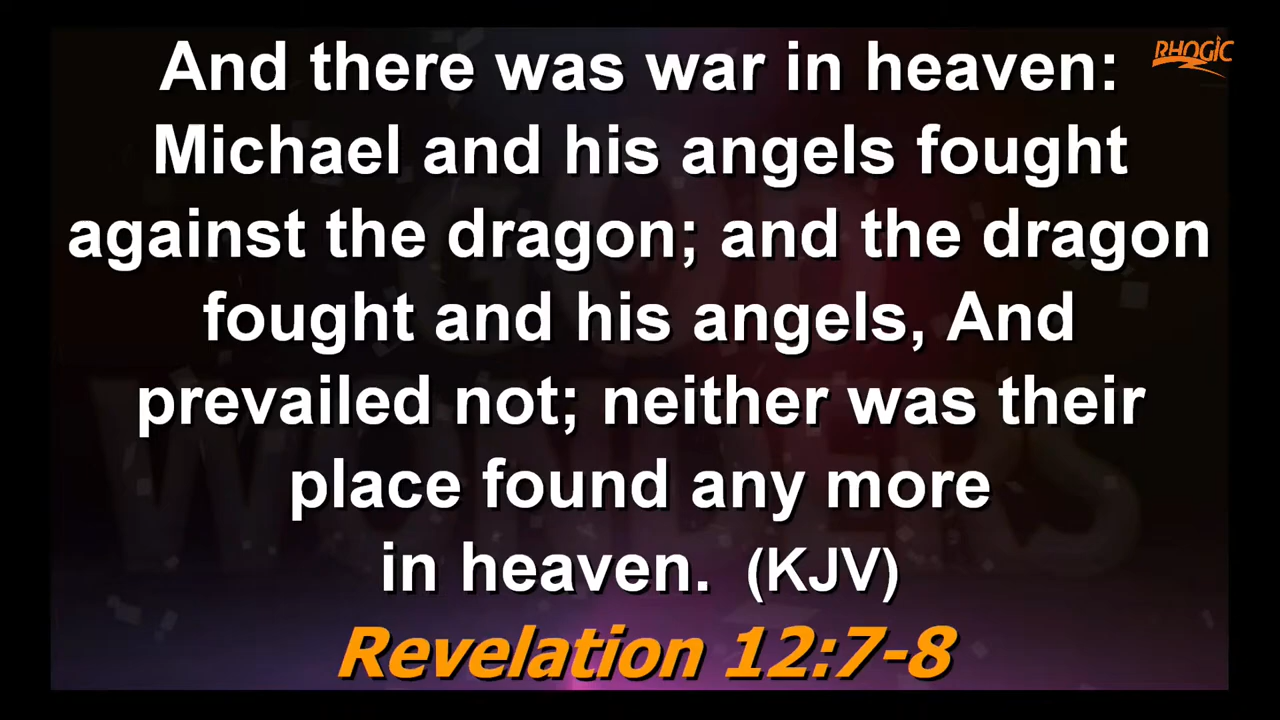 And there was war in heaven:
RHOGIC
Michael and his angels fought
against the dragon; and the dragon
fought and his angels, And
prevailed not; neither was their
place found any more
in heaven. (KJV)
Revelation 12:7-8
GOD
WONDERS